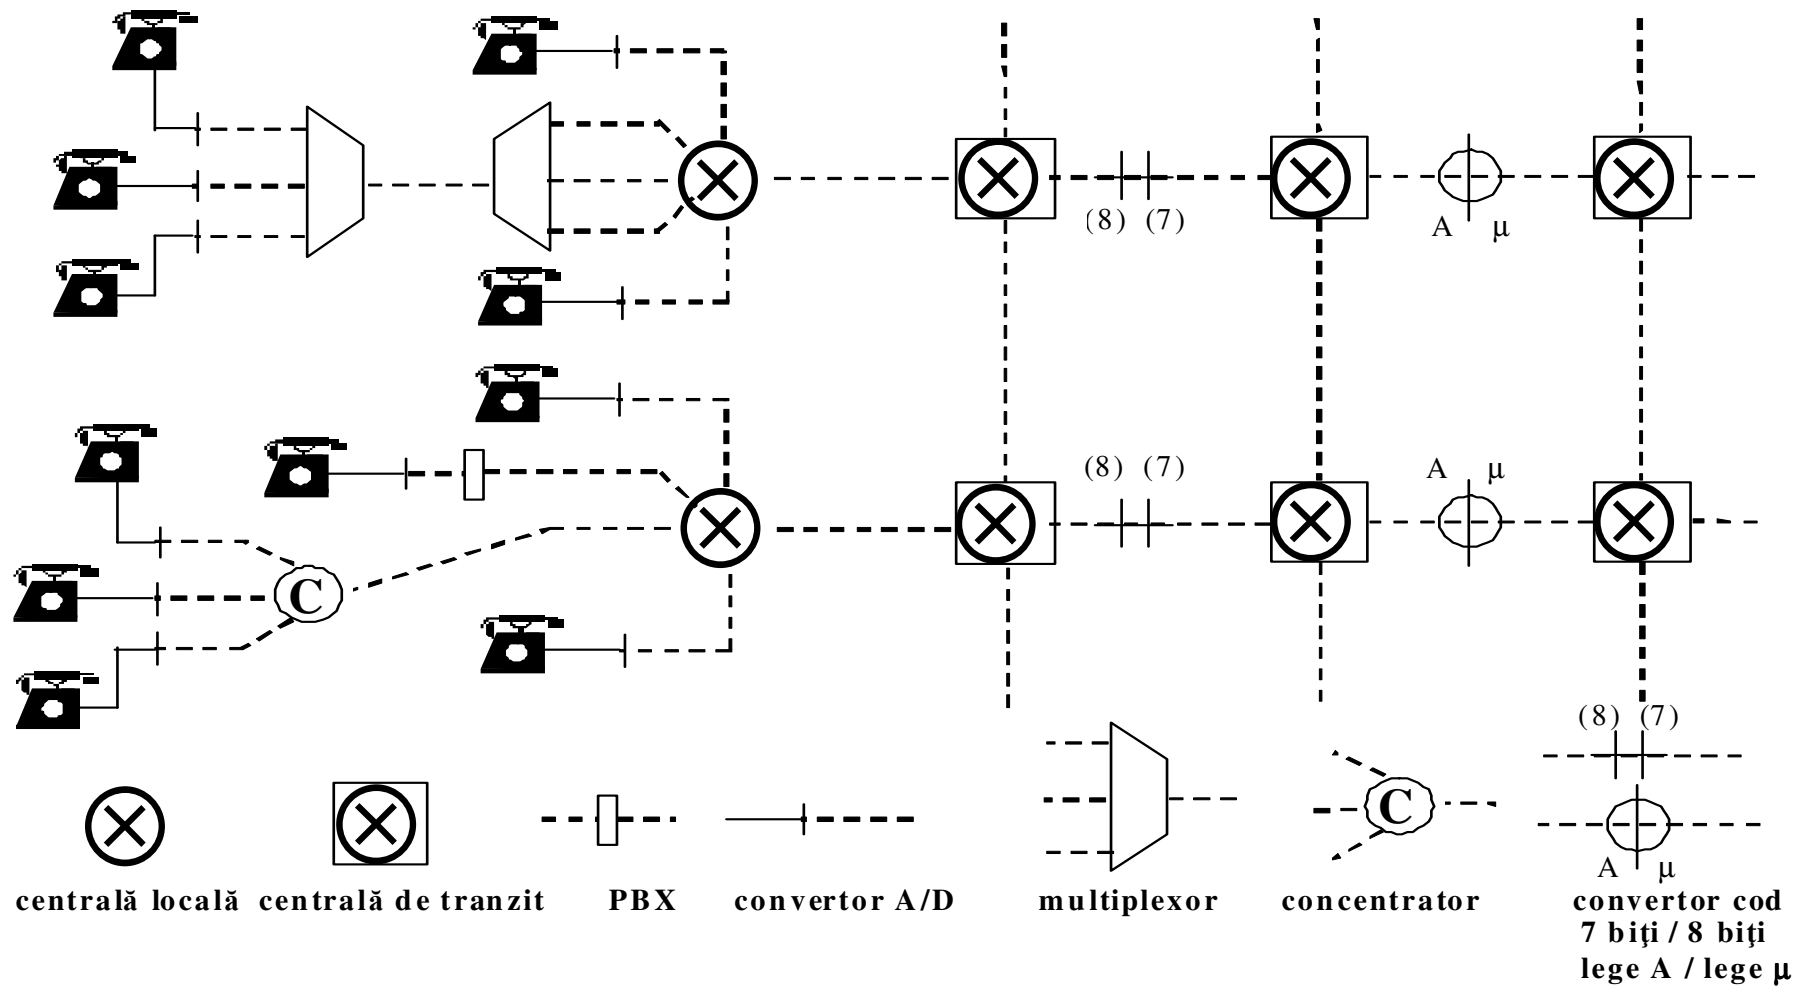 (8) (7)
A μ
(8) (7)
A μ
C
(8) (7)
C
A μ
centrală locală centrală de tranzit PBX convertor A/D multiplexor concentrator convertor cod
7 biţi / 8 biţi
lege A / lege μ